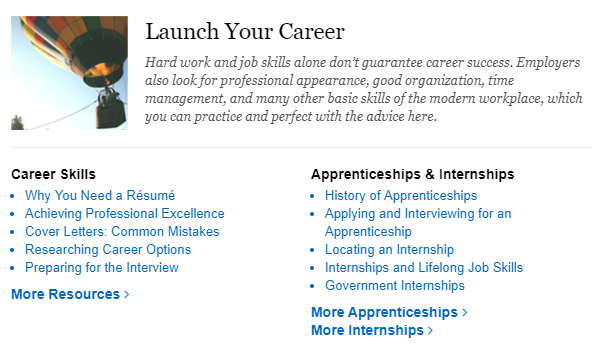 Launch Your Career
Hard work and job skills alone don't guarantee career success. Employers
also look for professional appearance, good organization, time
management, and many other basic skills of the modern workplace, which
you can practice and perfect with the advice here.
Career Skills
• Why You Need a Résumé
• Achieving Professional Excellence
• Cover Letters: Common Mistakes
• Researching Career Options
• Preparing for the Interview
More Resources ›
Apprenticeships & Internships
• History of Apprenticeships
• Applying and Interviewing for an
Apprenticeship
• Locating an Internship
• Internships and Lifelong Job Skills
• Government Internships
More Apprenticeships ›
More Internships ›